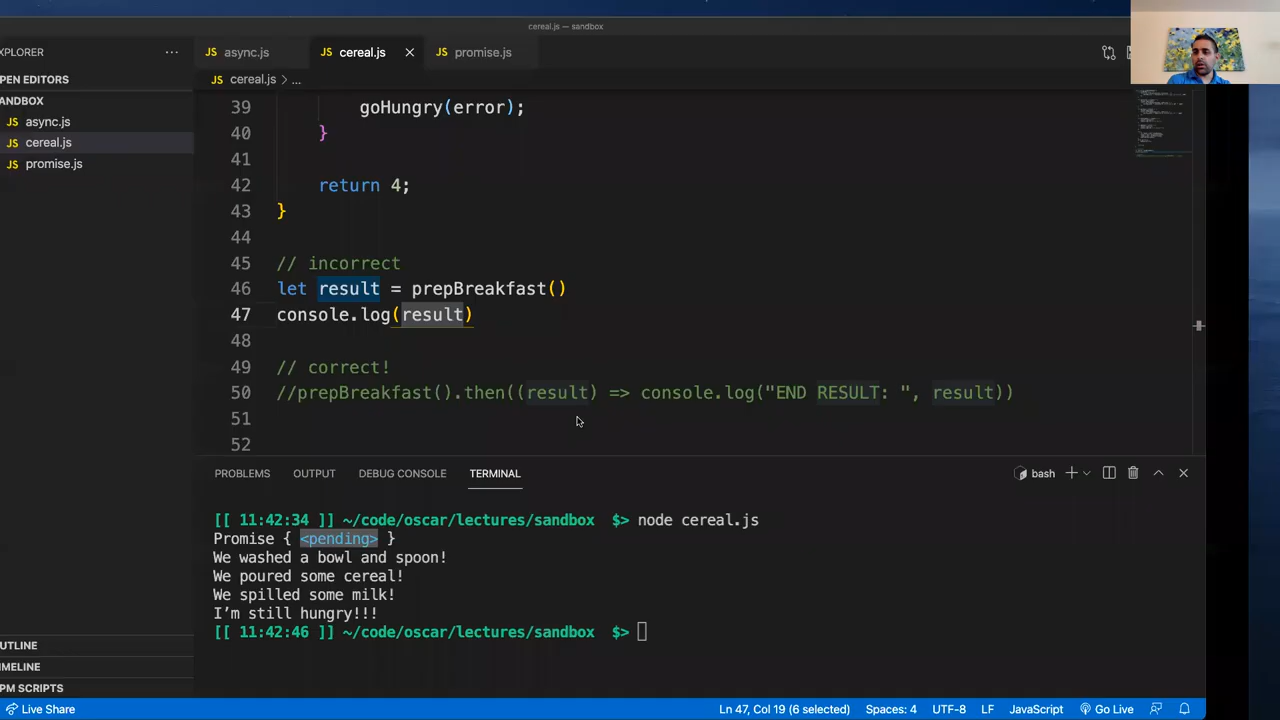 cereal.js — sandbox
XPLORER
PEN EDITORS
ANDBOX
JS async.js
JS cereal.js
JS promise.js
UTLINE
IMELINE
PM SCRIPTS
JS async.js
JS cereal.js
JS promise.js
JS cereal.js > ...
39 goHungry(error);
40 }
41
42 return 4;
43 }
44
45 // incorrect
46 let result = prepBreakfast()
47 console.log(result)
48
49 // correct!
50 //prepBreakfast().then((result) => console.log("END RESULT: ", result))
51
52
PROBLEMS OUTPUT DEBUG CONSOLE TERMINAL
bash
[[ 11:42:34 ]] ~/code/oscar/lectures/sandbox $> node cereal.js
Promise { <pending> }
We washed a bowl and spoon!
We poured some cereal!
We spilled some milk!
I’m still hungry!!!
[[ 11:42:46 ]] ~/code/oscar/lectures/sandbox $>
Live Share
Ln 47, Col 19 (6 selected) Spaces: 4 UTF-8 LF JavaScript Go Live